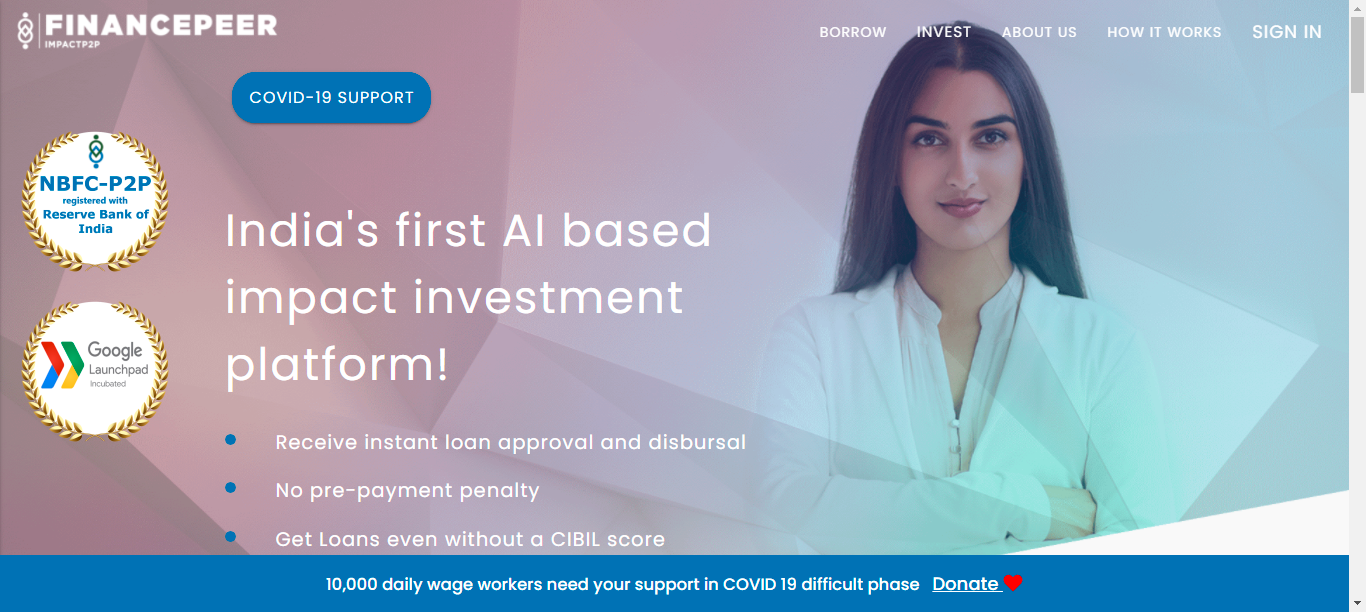 FINANCEPEER
IMPACTP2P
BORROW
INVEST
ABOUT US
HOW IT WORKS
SIGN IN
COVID-19 SUPPORT
NBFC-P2P
registered with
Reserve Bank of
India
Google
Launchpad
Incubated
India's first AI based
impact investment
platform!
Receive instant loan approval and disbursal
No pre-payment penalty
Get Loans even without a CIBIL score
10,000 daily wage workers need your support in COVID 19 difficult phase Donate